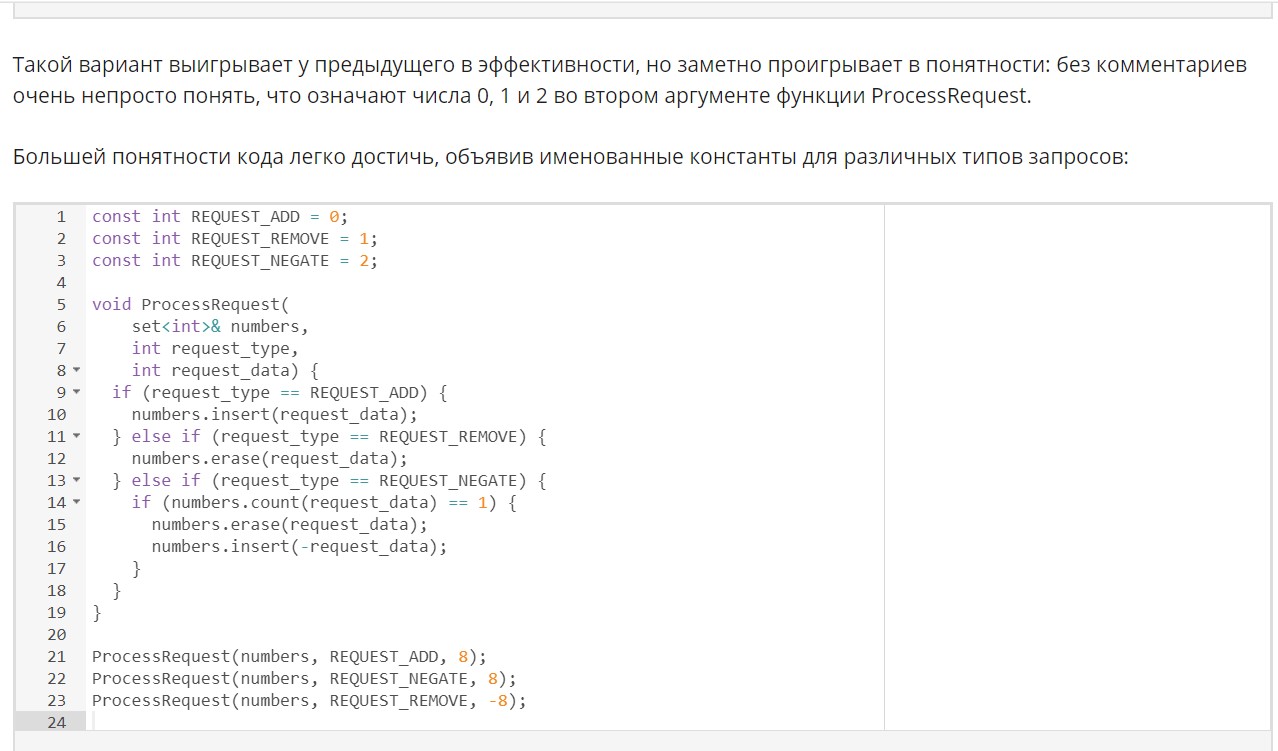 Такой вариант выигрывает у предыдущего в эффективности, но заметно проигрывает в понятности: без комментариев
очень непросто понять, что означают числа 0, 1 и 2 во втором аргументе функции ProcessRequest.
Большей понятности кода легко достичь, объявив именованные константы для различных типов запросов:
1 const int REQUEST_ADD = 0;
2 const int REQUEST_REMOVE = 1;
3 const int REQUEST_NEGATE = 2;
4
5 void ProcessRequest(
6     set<int>& numbers,
7     int request_type,
8     int request_data) {
9   if (request_type == REQUEST_ADD) {
10     numbers.insert(request_data);
11   } else if (request_type == REQUEST_REMOVE) {
12     numbers.erase(request_data);
13   } else if (request_type == REQUEST_NEGATE) {
14     if (numbers.count(request_data) == 1) {
15       numbers.erase(request_data);
16       numbers.insert(-request_data);
17     }
18   }
19 }
20
21 ProcessRequest(numbers, REQUEST_ADD, 8);
22 ProcessRequest(numbers, REQUEST_NEGATE, 8);
23 ProcessRequest(numbers, REQUEST_REMOVE, -8);
24